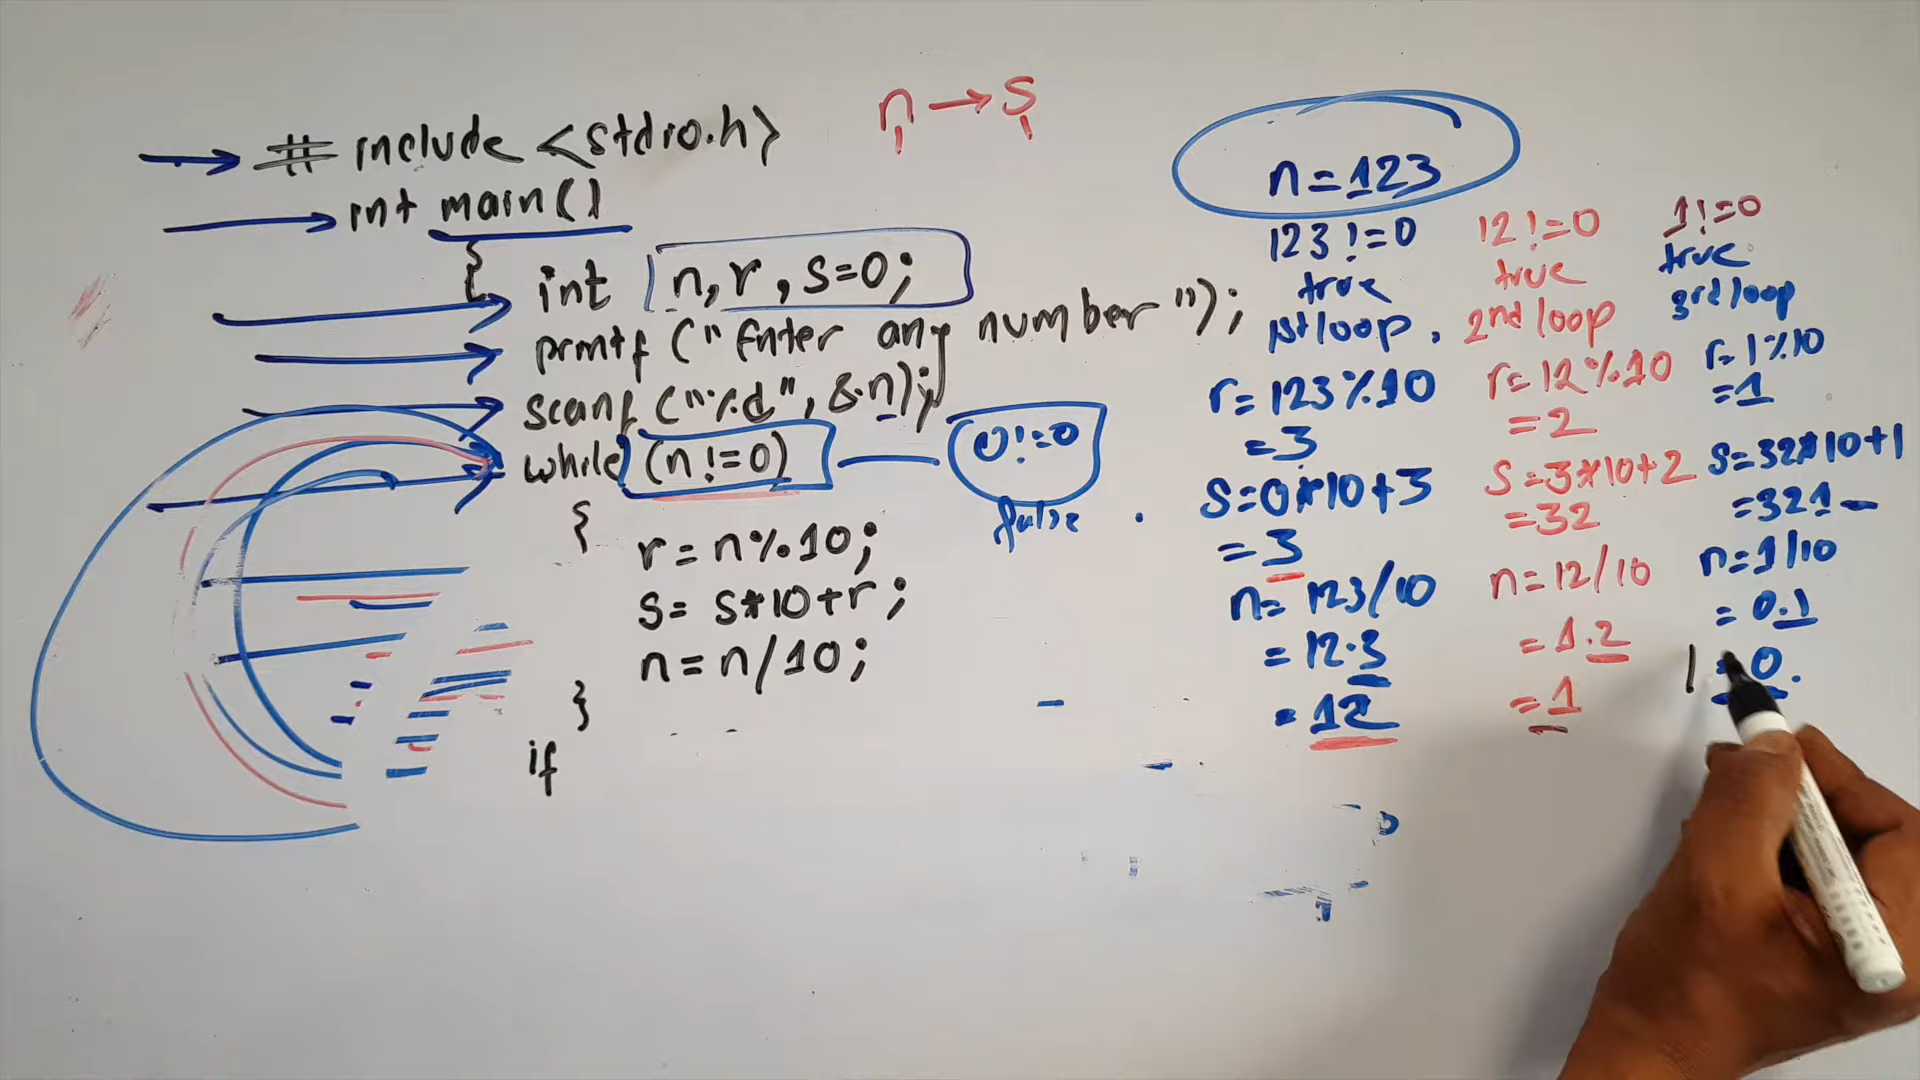 n → s
# include <stdio.h>
int main()
{
int n, r, s=0;
printf ("Enter any number");
scanf ("%d", &n);
while (n!=0) — 0!=0
false
{
r=n%10;
s= s*10+r;
n=n/10;
}
if
n=123
123!=0
true
1st loop,
r=123%10
=3
s=0*10+3
=3
n=123/10
=12.3
=12
12!=0
true
2nd loop
r=12%10
=2
s=3*10+2
=32
n=12/10
=1.2
=1
1!=0
true
3rd loop
r=1%10
=1
s=32*10+1
=321
n=1/10
=0.1
=0.